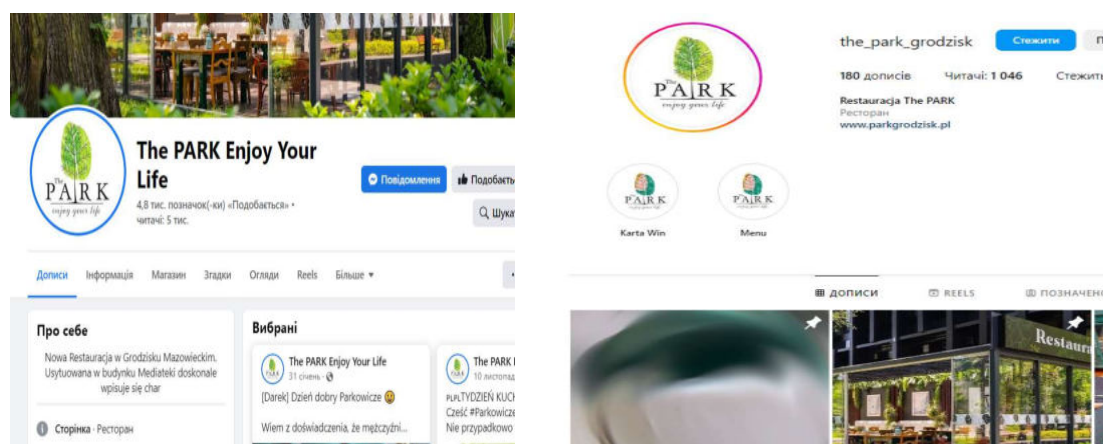 The
PARK
enjoy your life
The PARK Enjoy Your
Life
4,8 тис. позначок(-ки) «Подобається» •
читачі: 5 тис.
Повідомлення
Подобаєть
Шука
Дописи Інформація Магазин Згадки Огляди Reels Більше
Про себе
Nowa Restauracja w Grodzisku Mazowieckim.
Usytuowana w budynku Mediateki doskonale
wpisuje się char
Сторінка · Ресторан
Вибрані
The PARK Enjoy Your Life
31 січень ·
[Darek] Dzień dobry Parkowicze
Wiem z doświadczenia, że mężczyźni...
The PARK
10 листопад
TYDZIEŃ KUCH
Cześć #Parkowicze
Nie przypadkowo
The
PARK
enjoy your life
the_park_grodzisk Стежити П
180 дописів Читачі: 1 046 Стежить
Restauracja The PARK
Ресторан
www.parkgrodzisk.pl
PARK
PARK
Karta Win Menu
ДОПИСИ REELS ПОЗНАЧЕН
Restaura